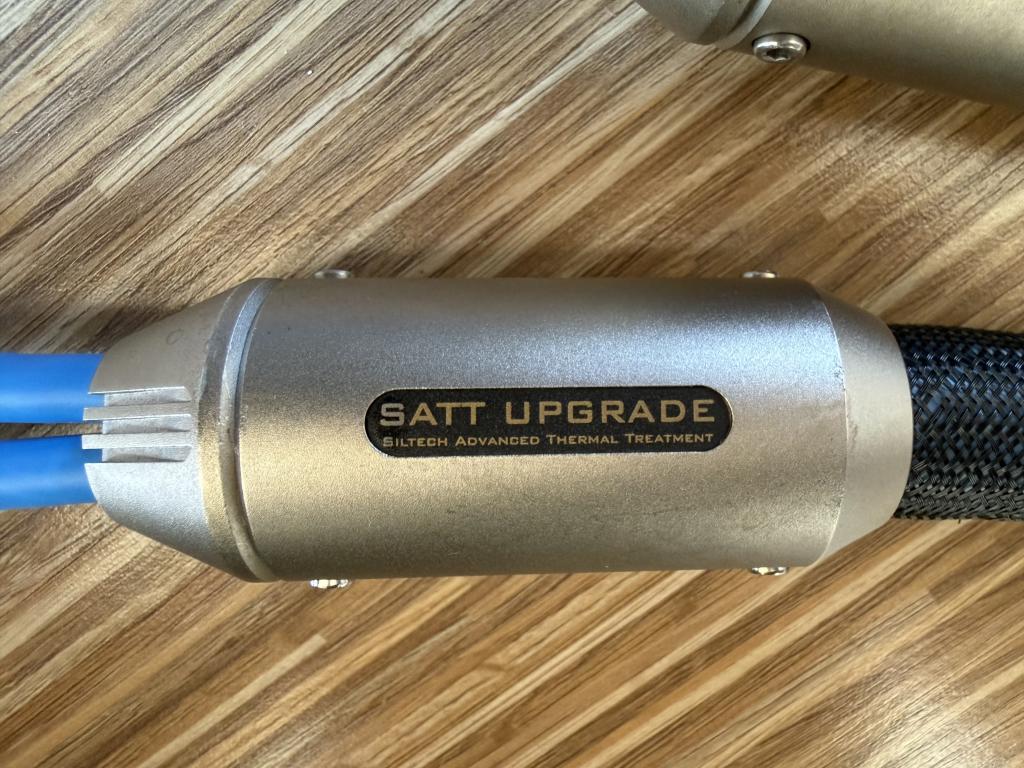 SATT UPGRADE
SILTECH ADVANCED THERMAL TREATMENT